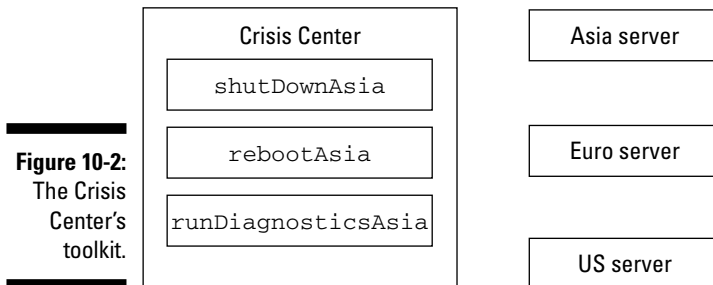 Figure 10-2:
The Crisis
Center's
toolkit.
Crisis Center
shutDownAsia
rebootAsia
runDiagnosticsAsia
Asia server
Euro server
US server